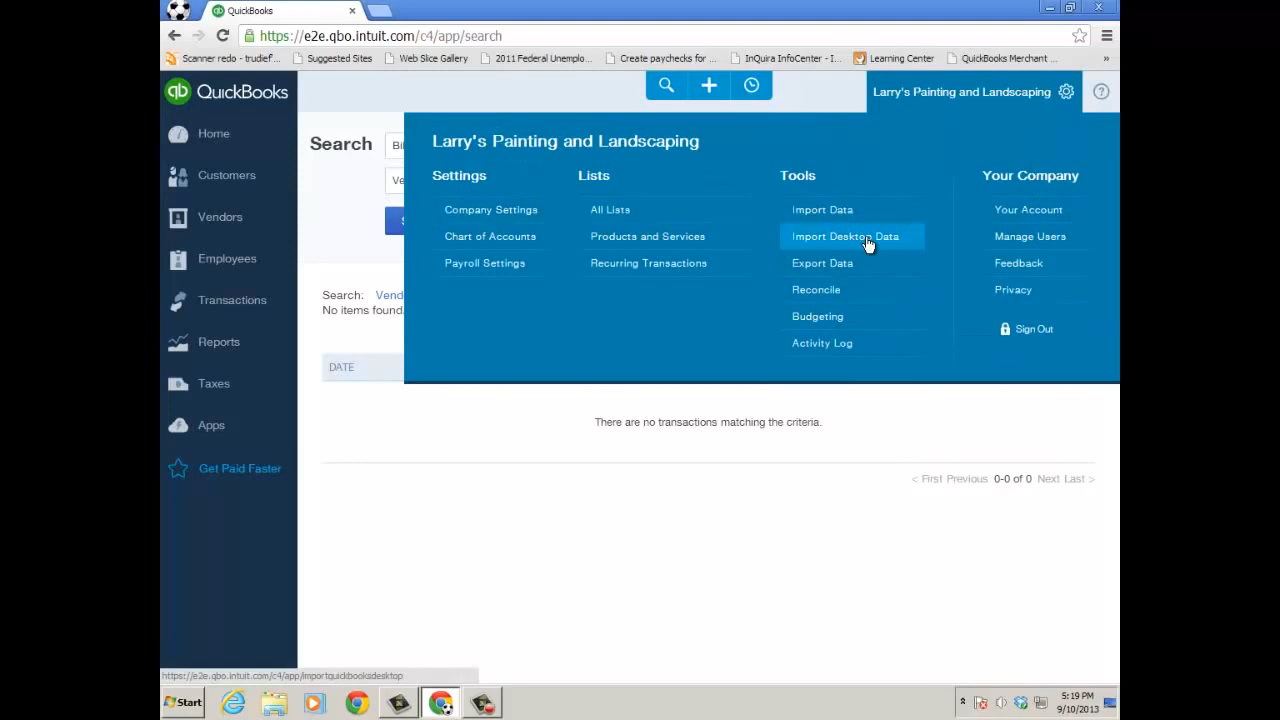 QuickBooks
https://e2e.qbo.intuit.com/c4/app/search
Scanner redo - trudief ... Suggested Sites Web Slice Gallery 2011 Federal Unemplo... Create paychecks for ... InQuira InfoCenter - I... Learning Center QuickBooks Merchant ... »
qb QuickBooks
Larry's Painting and Landscaping
Home
Customers
Vendors
Employees
Transactions
Reports
Taxes
Apps
Get Paid Faster
Search
Bil
Ve
S
Search: Vend
No items found.
DATE
Larry's Painting and Landscaping
Settings
Company Settings
Chart of Accounts
Payroll Settings
Lists
All Lists
Products and Services
Recurring Transactions
Tools
Import Data
Import Desktop Data
Export Data
Reconcile
Budgeting
Activity Log
Your Company
Your Account
Manage Users
Feedback
Privacy
Sign Out
There are no transactions matching the criteria.
< First Previous 0-0 of 0 Next Last >
https://e2e.qbo.intuit.com/c4/app/importquickbooksdesktop
Start
5:19 PM
9/10/2013